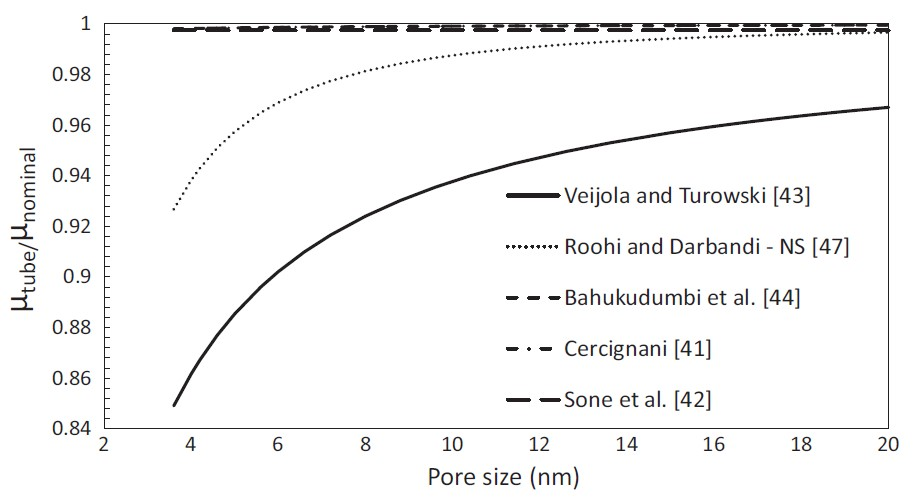 1
0.98
0.96
0.94
0.92
0.9
0.88
0.86
0.84
μtube/μnominal
Veijola and Turowski [43]
Roohi and Darbandi - NS [47]
Bahukudumbi et al. [44]
Cercignani [41]
Sone et al. [42]
2 4 6 8 10 12 14 16 18 20
Pore size (nm)